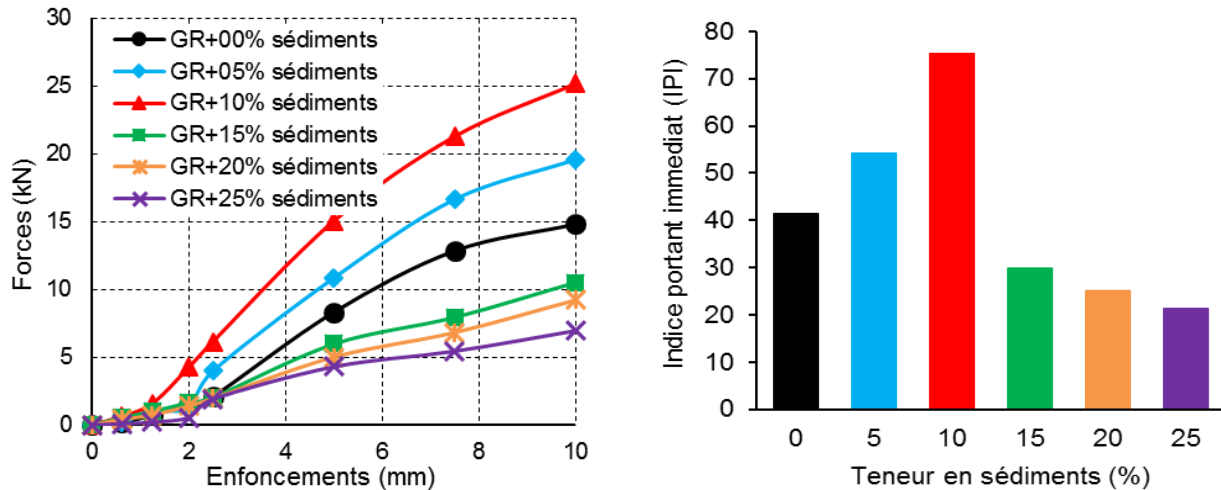 30
25
20
15
10
5
0
Forces (kN)
GR+00% sédiments
GR+05% sédiments
GR+10% sédiments
GR+15% sédiments
GR+20% sédiments
GR+25% sédiments
0 2 4 6 8 10
Enfoncements (mm)
80
70
60
50
40
30
20
10
0
Indice portant immediat (IPI)
0 5 10 15 20 25
Teneur en sédiments (%)